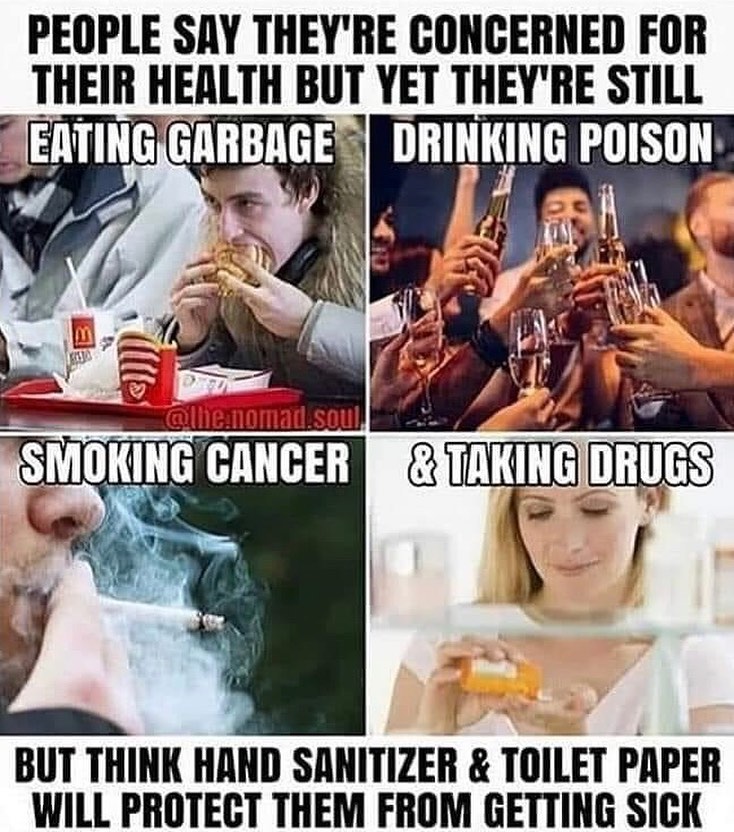 PEOPLE SAY THEY'RE CONCERNED FOR
THEIR HEALTH BUT YET THEY'RE STILL
EATING GARBAGE
DRINKING POISON
@the.nomad.soul
SMOKING CANCER
& TAKING DRUGS
BUT THINK HAND SANITIZER & TOILET PAPER
WILL PROTECT THEM FROM GETTING SICK